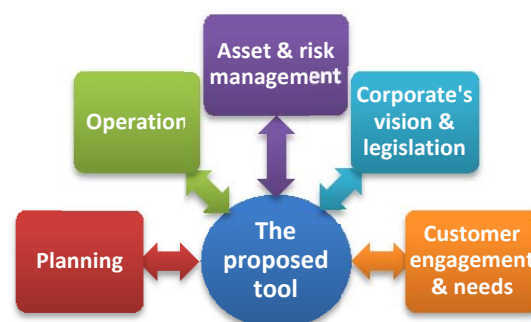 Asset & risk
management
Operation
Corporate's
vision &
legislation
Planning
The
proposed
tool
Customer
engagement
& needs